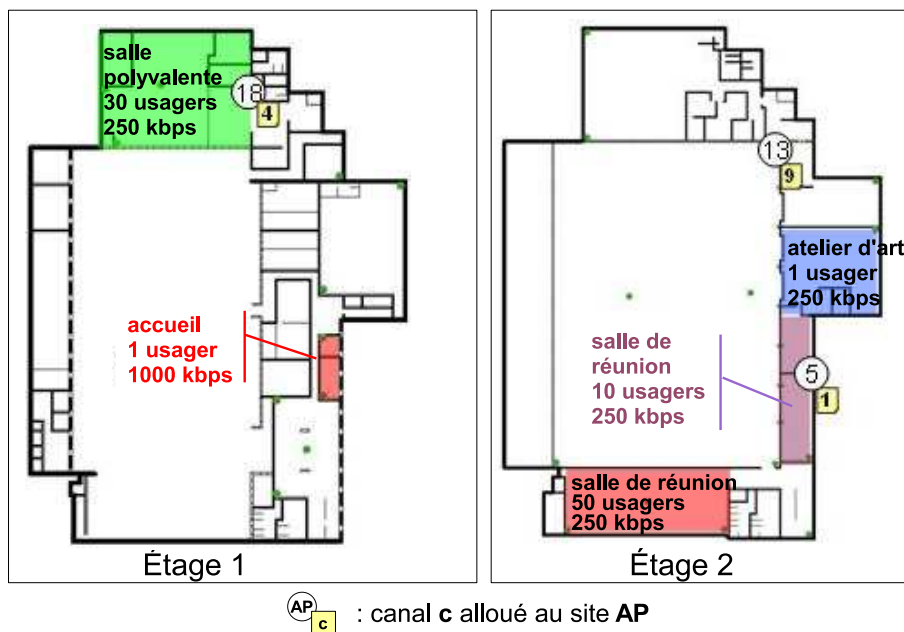 salle
polyvalente
30 usagers
250 kbps
18
4
accueil
1 usager
1000 kbps
Étage 1
13
9
atelier d'art
1 usager
250 kbps
salle de
réunion
10 usagers
250 kbps
5
1
salle de réunion
50 usagers
250 kbps
Étage 2
AP
c
: canal c alloué au site AP